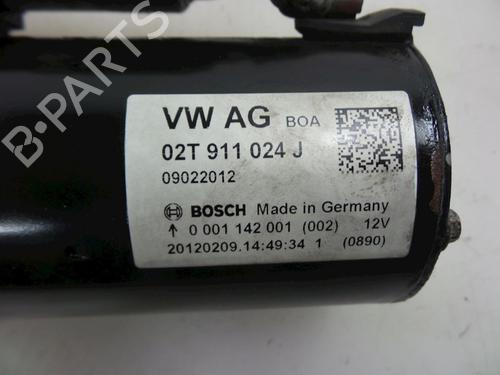 VW AG BOA
02T 911 024 J
09022012
BOSCH Made in Germany
0 001 142 001 (002) 12V
20120209.14:49:34 1 (0890)
B-PARTS